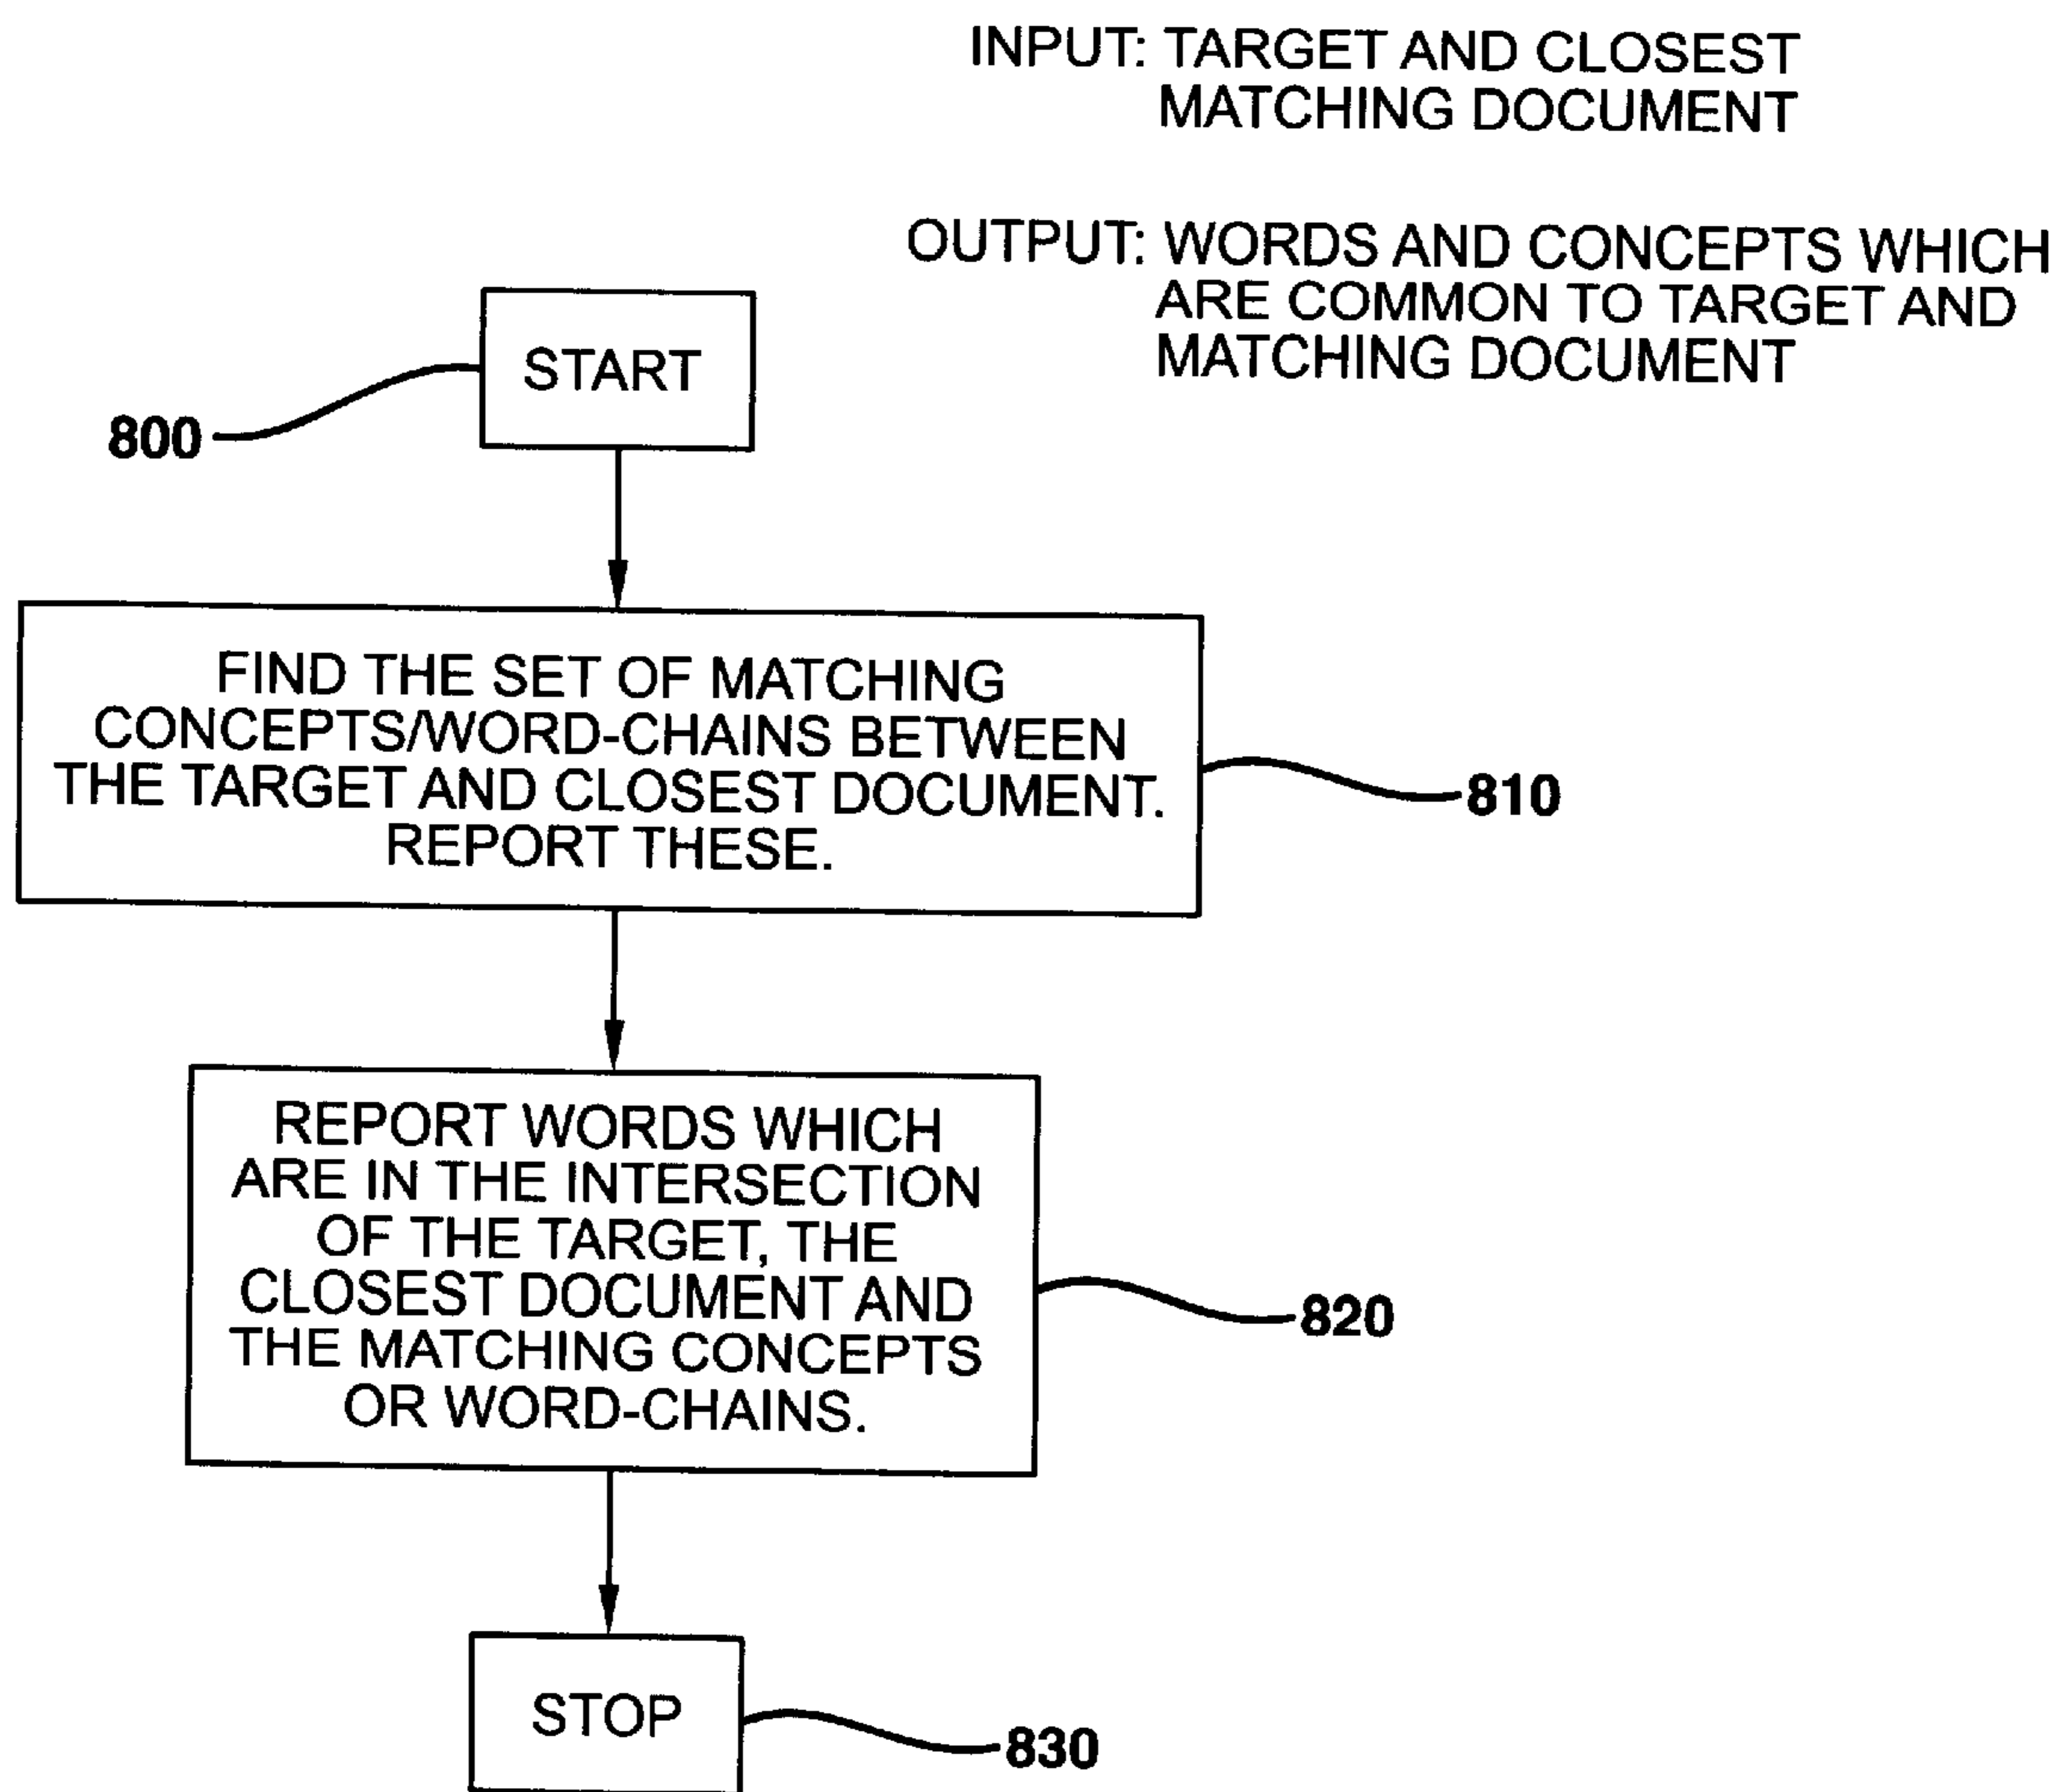 INPUT: TARGET AND CLOSEST
MATCHING DOCUMENT
OUTPUT: WORDS AND CONCEPTS WHICH
ARE COMMON TO TARGET AND
MATCHING DOCUMENT
START
800
FIND THE SET OF MATCHING
CONCEPTS/WORD-CHAINS BETWEEN
THE TARGET AND CLOSEST DOCUMENT.
REPORT THESE.
810
REPORT WORDS WHICH
ARE IN THE INTERSECTION
OF THE TARGET, THE
CLOSEST DOCUMENT AND
THE MATCHING CONCEPTS
OR WORD-CHAINS.
820
STOP
830